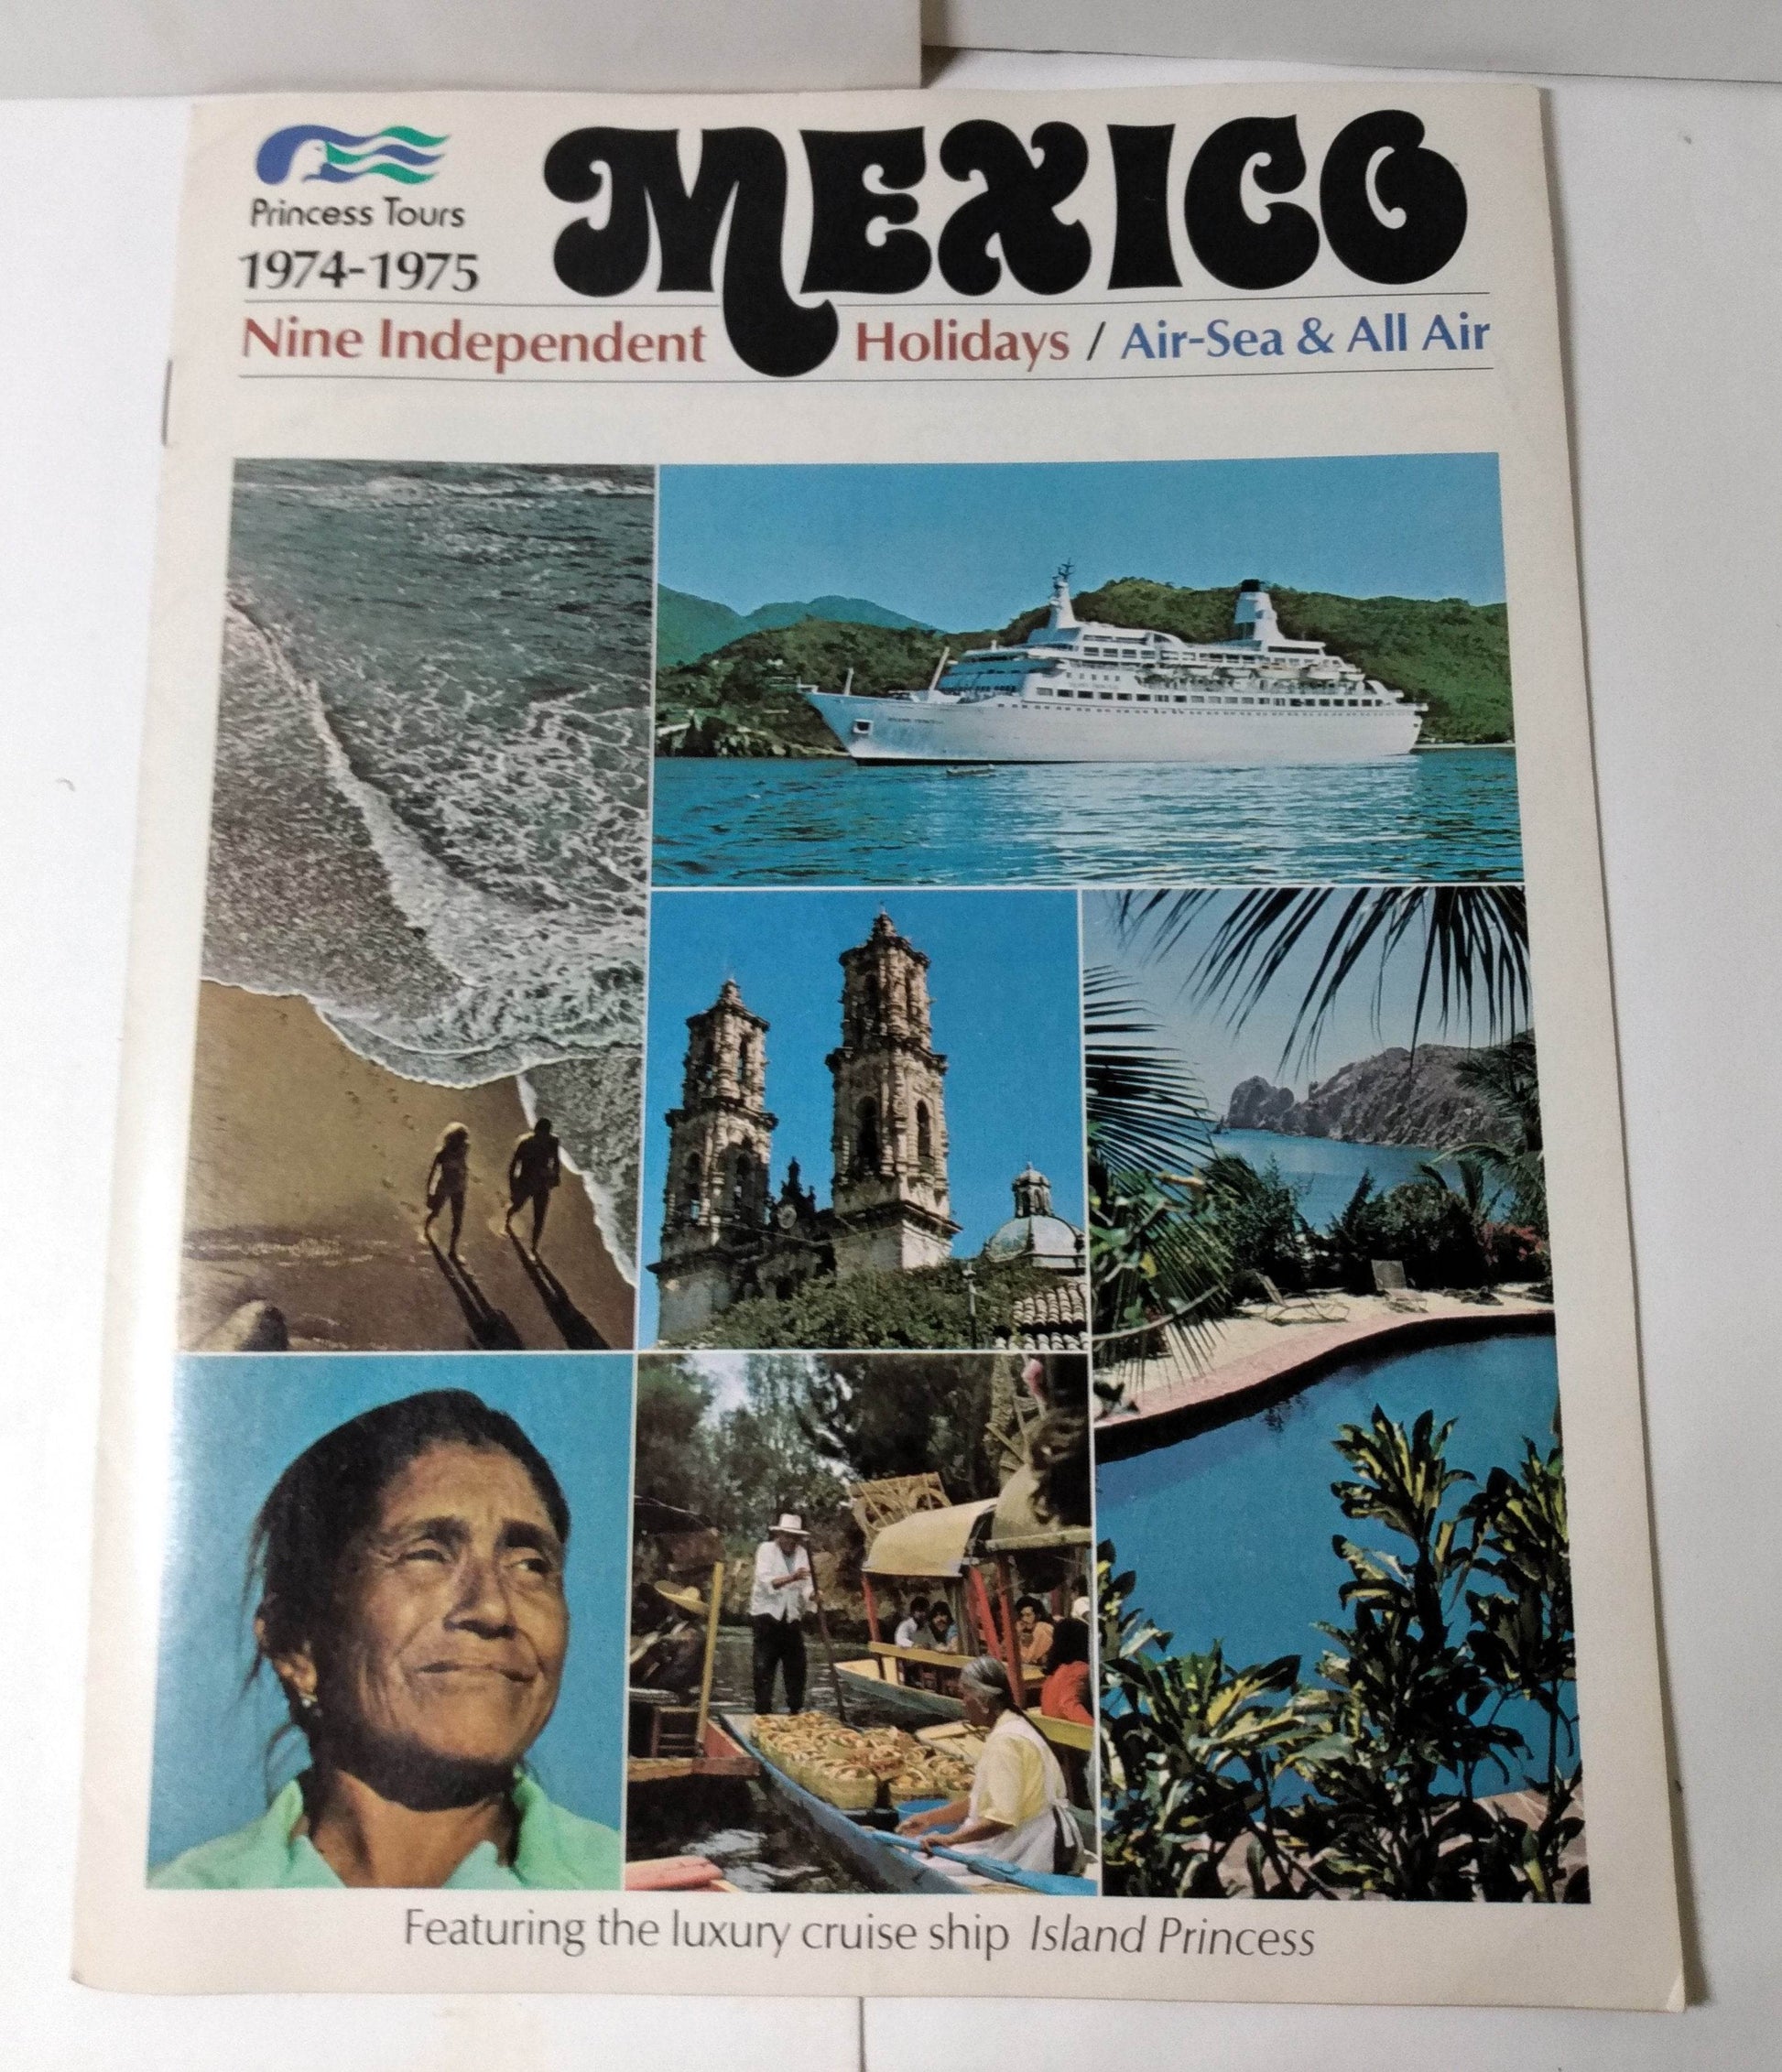 Princess Tours
1974-1975
MEXICO
Nine Independent Holidays / Air-Sea & All Air
Featuring the luxury cruise ship Island Princess